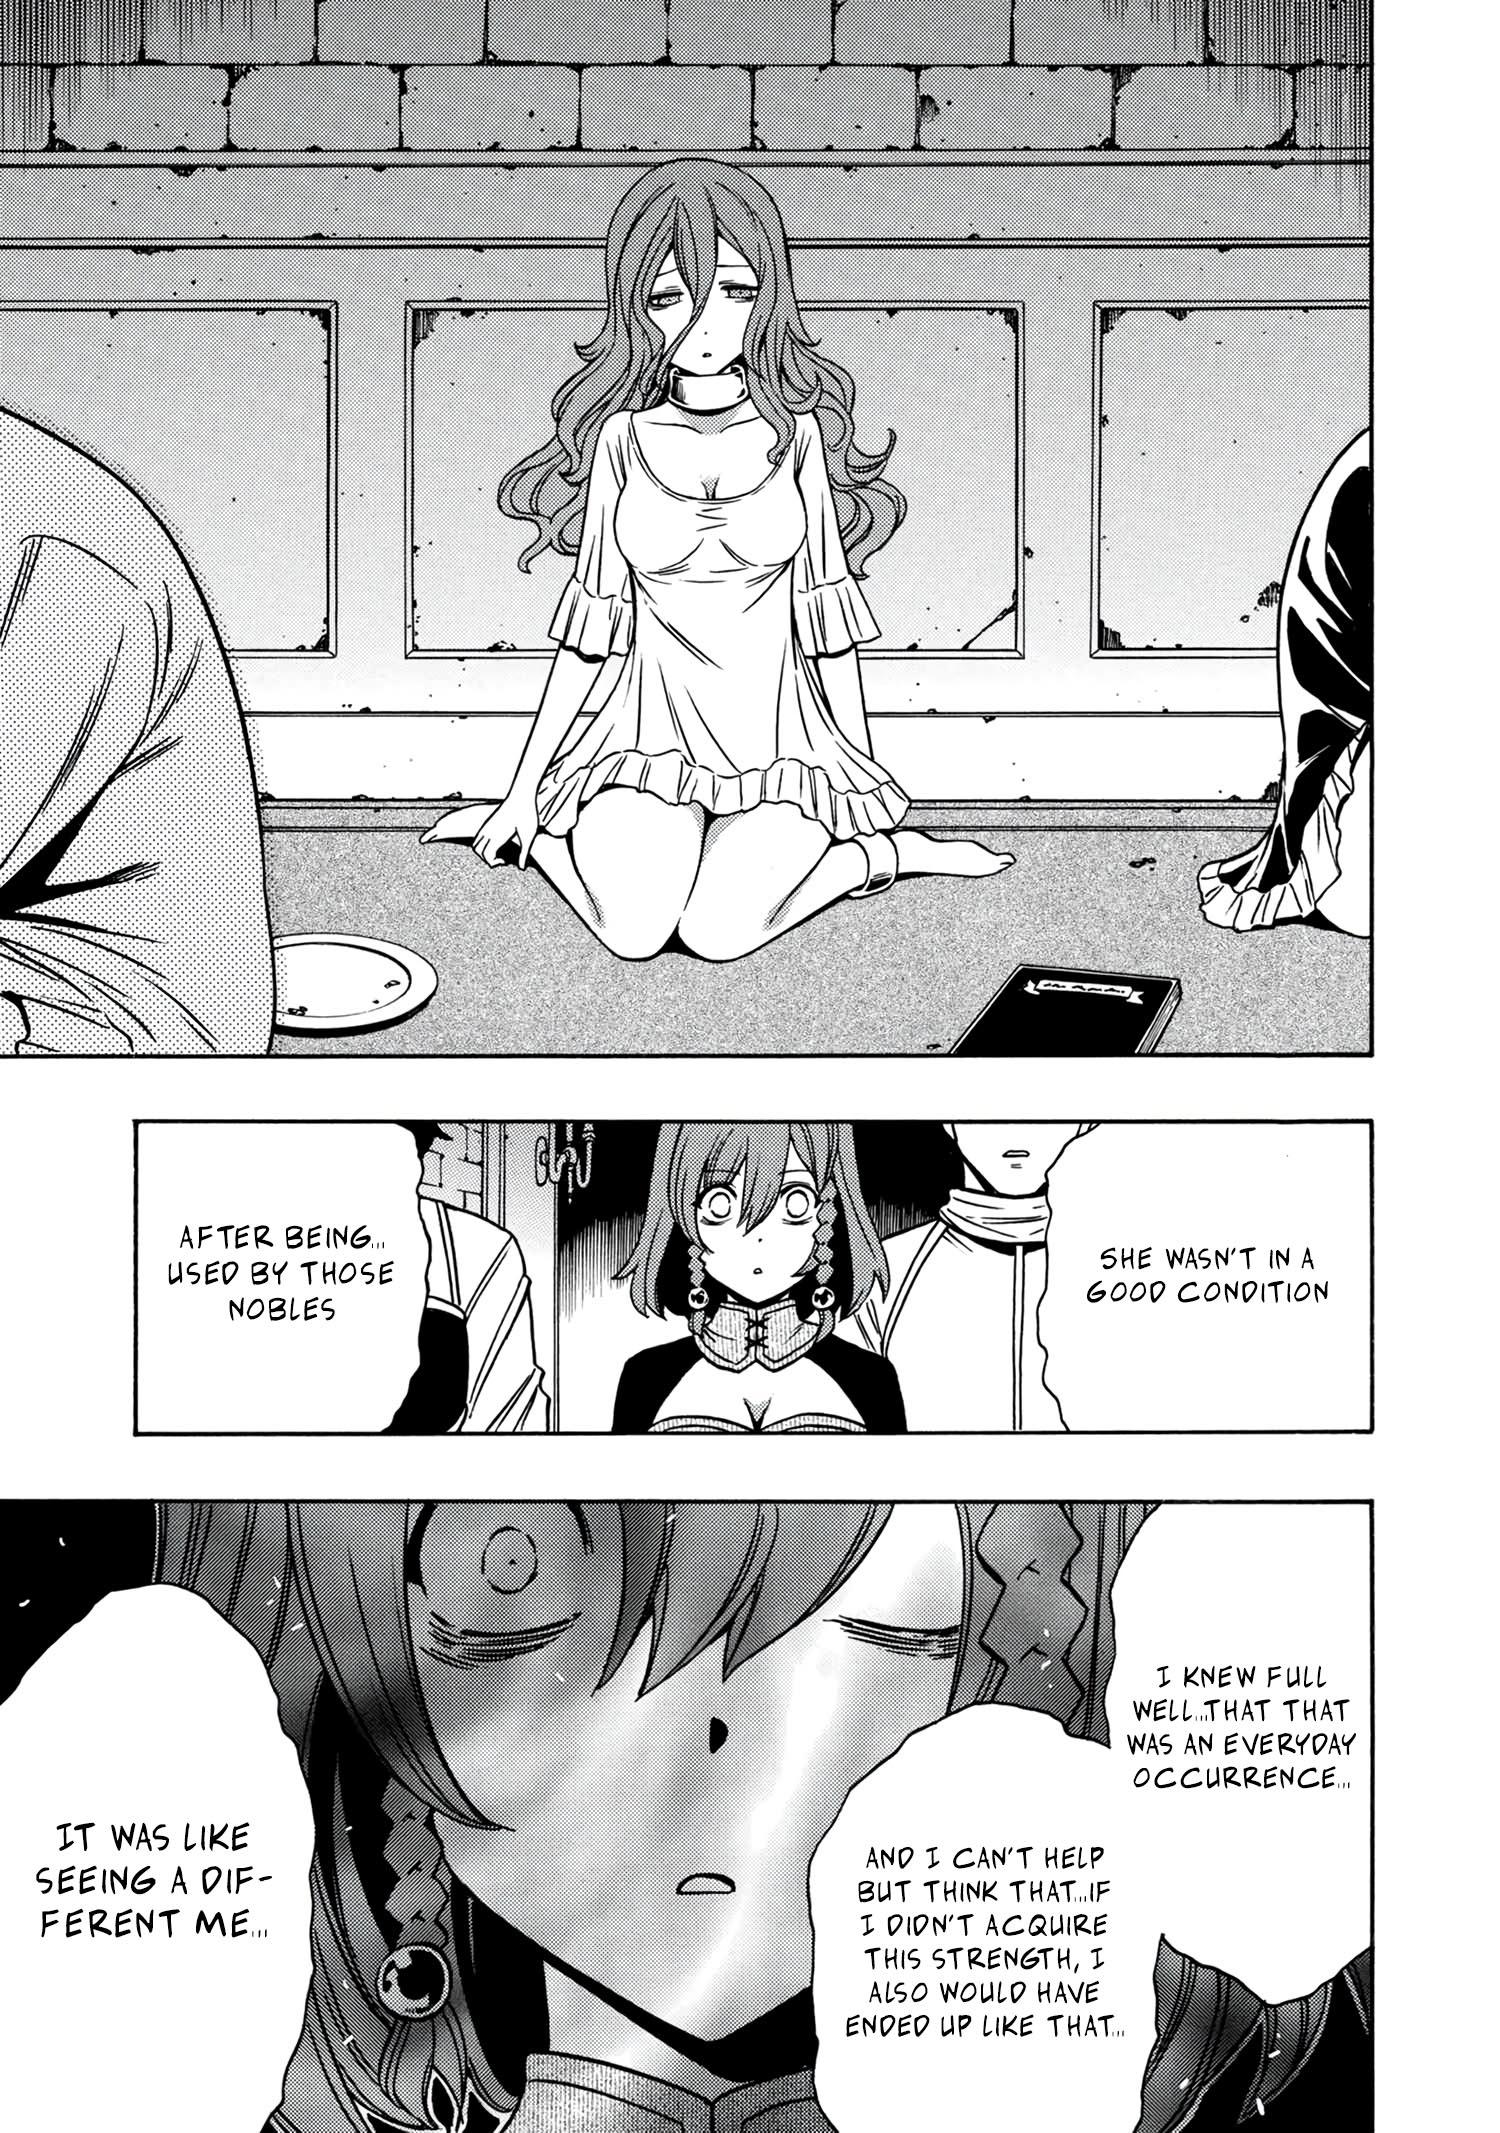 SHE WASN'T IN A
GOOD CONDITION
AFTER BEING...
USED BY THOSE
NOBLES
I KNEW FULL
WELL...THAT THAT
WAS AN EVERYDAY
OCCURRENCE...
AND I CAN'T HELP
BUT THINK THAT...IF
I DIDN'T ACQUIRE
THIS STRENGTH, I
ALSO WOULD HAVE
ENDED UP LIKE THAT...
IT WAS LIKE
SEEING A DIF-
FERENT ME...